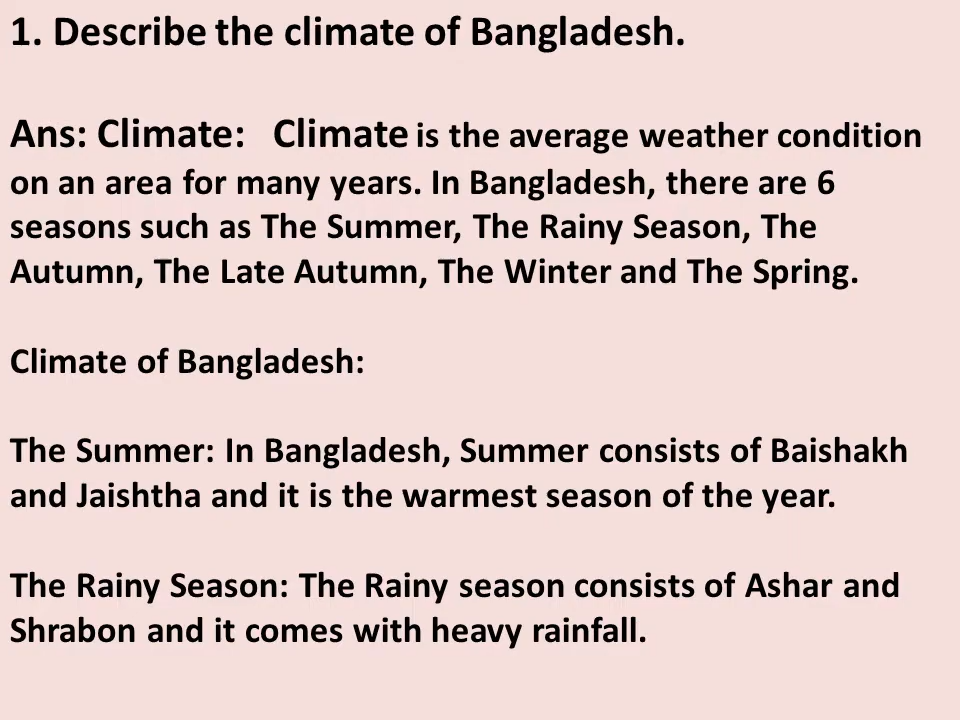 1. Describe the climate of Bangladesh.
Ans: Climate: Climate is the average weather condition
on an area for many years. In Bangladesh, there are 6
seasons such as The Summer, The Rainy Season, The
Autumn, The Late Autumn, The Winter and The Spring.
Climate of Bangladesh:
The Summer: In Bangladesh, Summer consists of Baishakh
and Jaishtha and it is the warmest season of the year.
The Rainy Season: The Rainy season consists of Ashar and
Shrabon and it comes with heavy rainfall.